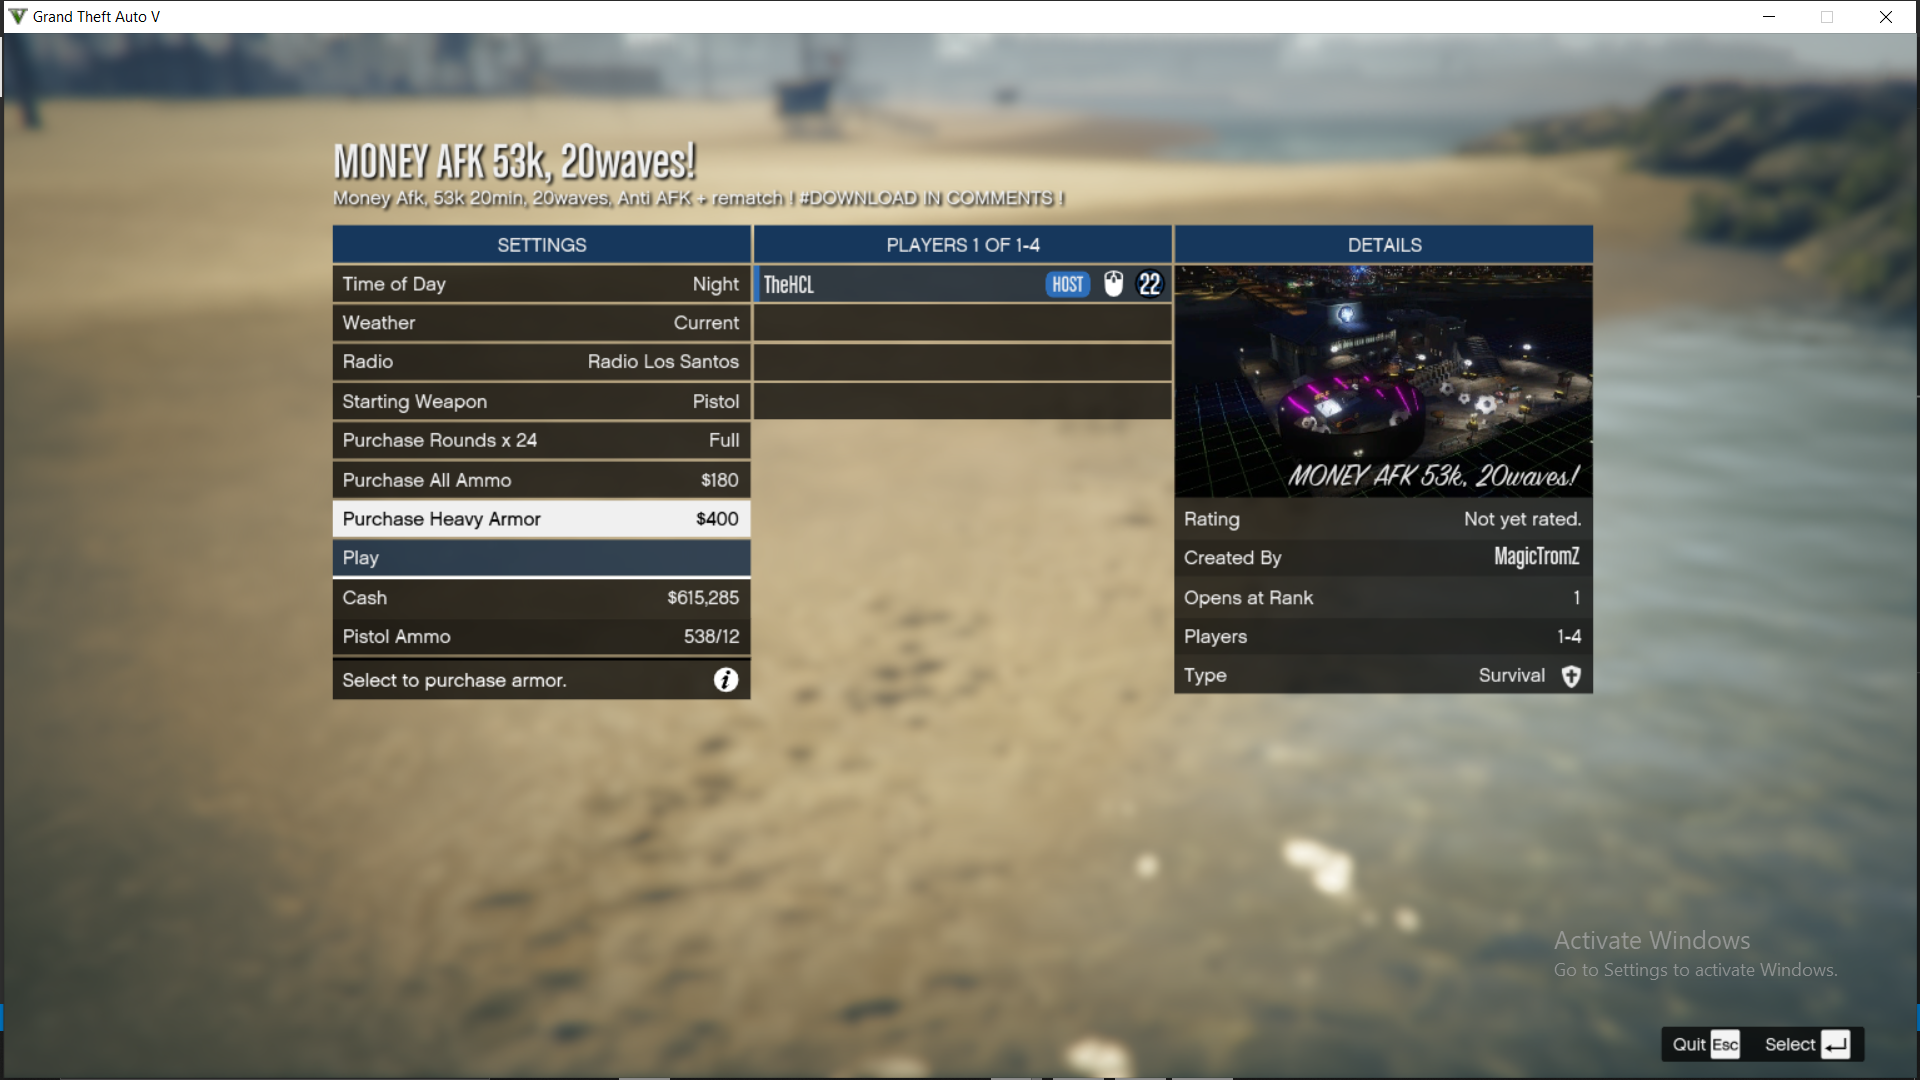 Grand Theft Auto V
MONEY AFK 53k, 20waves!
Money Afk, 53k 20min, 20waves, Anti AFK + rematch ! #DOWNLOAD IN COMMENTS !
SETTINGS
Time of Day Night
Weather Current
Radio Radio Los Santos
Starting Weapon Pistol
Purchase Rounds x 24 Full
Purchase All Ammo $180
Purchase Heavy Armor $400
Play
Cash $615,285
Pistol Ammo 538/12
Select to purchase armor.
PLAYERS 1 OF 1-4
TheHCL HOST 22
DETAILS
MONEY AFK 53k, 20waves!
Rating Not yet rated.
Created By MagicTromZ
Opens at Rank 1
Players 1-4
Type Survival
Activate Windows
Go to Settings to activate Windows.
Quit Esc Select